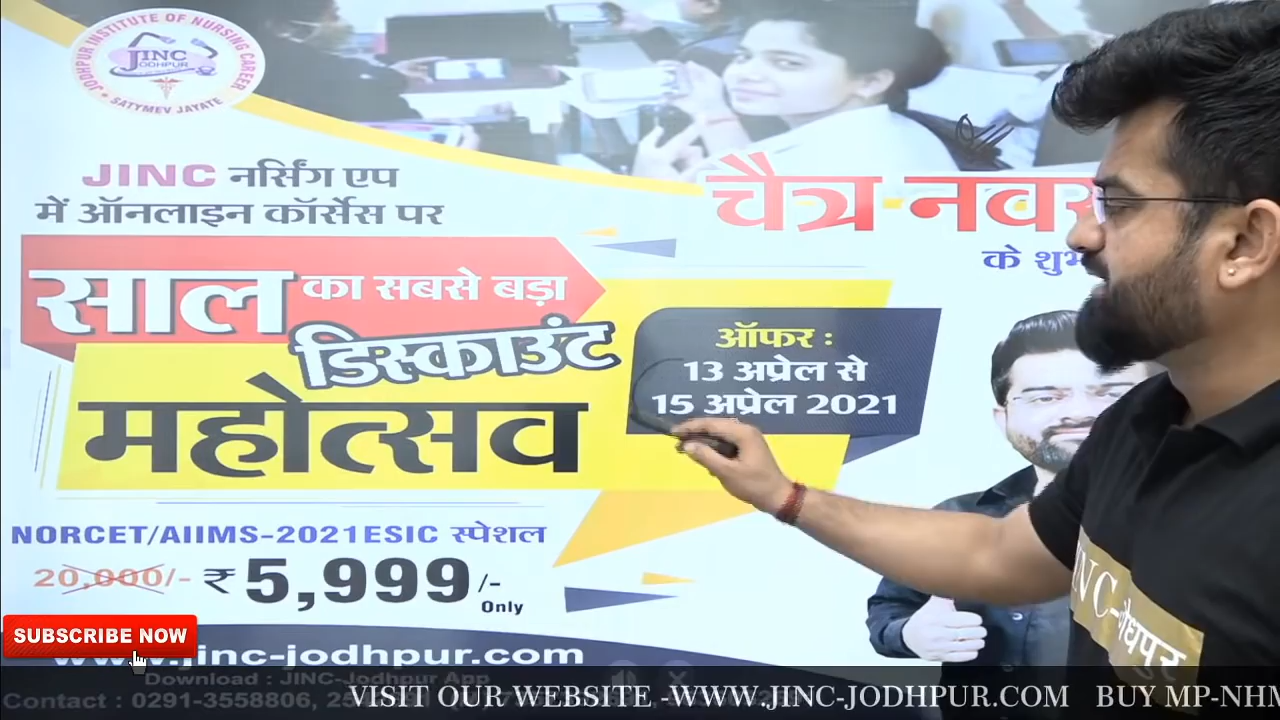 JODHPUR INSTITUTE OF NURSING CAREER
JINC
JODHPUR
SATYMEV JAYATE
JINC नर्सिंग एप
में ऑनलाइन कॉर्सेस पर
चैत्र-नवर
के शुभ
साल का सबसे बड़ा
डिस्काउंट
महोत्सव
ऑफर :
13 अप्रेल से
15 अप्रेल 2021
NORCET/AIIMS-2021ESIC स्पेशल
20,000/- ₹ 5,999/-
Only
SUBSCRIBE NOW
www.jinc-jodhpur.com
Download : JINC-Jodhpur App
Contact : 0291-3558806,
JINC-जोधपुर
VISIT OUR WEBSITE -WWW.JINC-JODHPUR.COM BUY MP-NHM